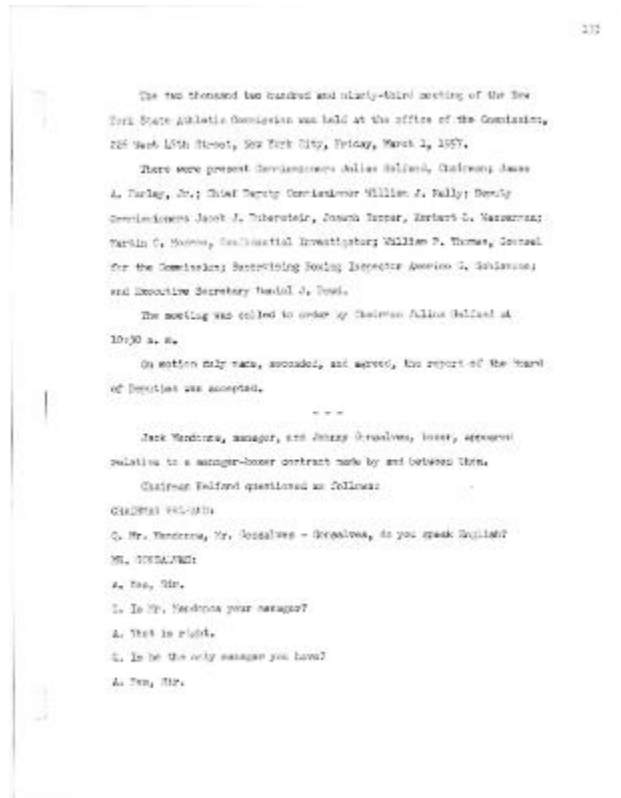 The two thousand two hundred and ninety-third meeting of the New
York State Athletic Commission was held at the office of the Commission,
226 West 47th Street, New York City, Friday, March 1, 1957.
There were present Commissioners Julius Helfand, Chairman; James
A. Farley, Jr.; Chief Deputy Commissioner William J. Kelly; Deputy
Commissioners Jacob J. Joseph Herbert
Martin C. Confidential Investigator; William P. Counsel
for the Commission; Supervising Boxing Inspector
and Executive Secretary Daniel J. Dowd.
The meeting was called to order by Chairman Julius Helfand at
10:30 a. m.
On motion duly made, seconded, and agreed, the report of the Board
of Deputies was accepted.
- - -
Jack Mendonca, manager, and Johnny Gonsalves, boxer, appeared
relative to a manager-boxer contract made by and between them.
Chairman Helfand questioned as follows:
CHAIRMAN HELFAND:
Q. Mr. Mendonca, Mr. Gonsalves - Gonsalves, do you speak English?
MR. GONSALVES:
A. Yes, Sir.
Q. Is Mr. Mendonca your manager?
A. That is right.
Q. Is he the only manager you have?
A. Yes, Sir.